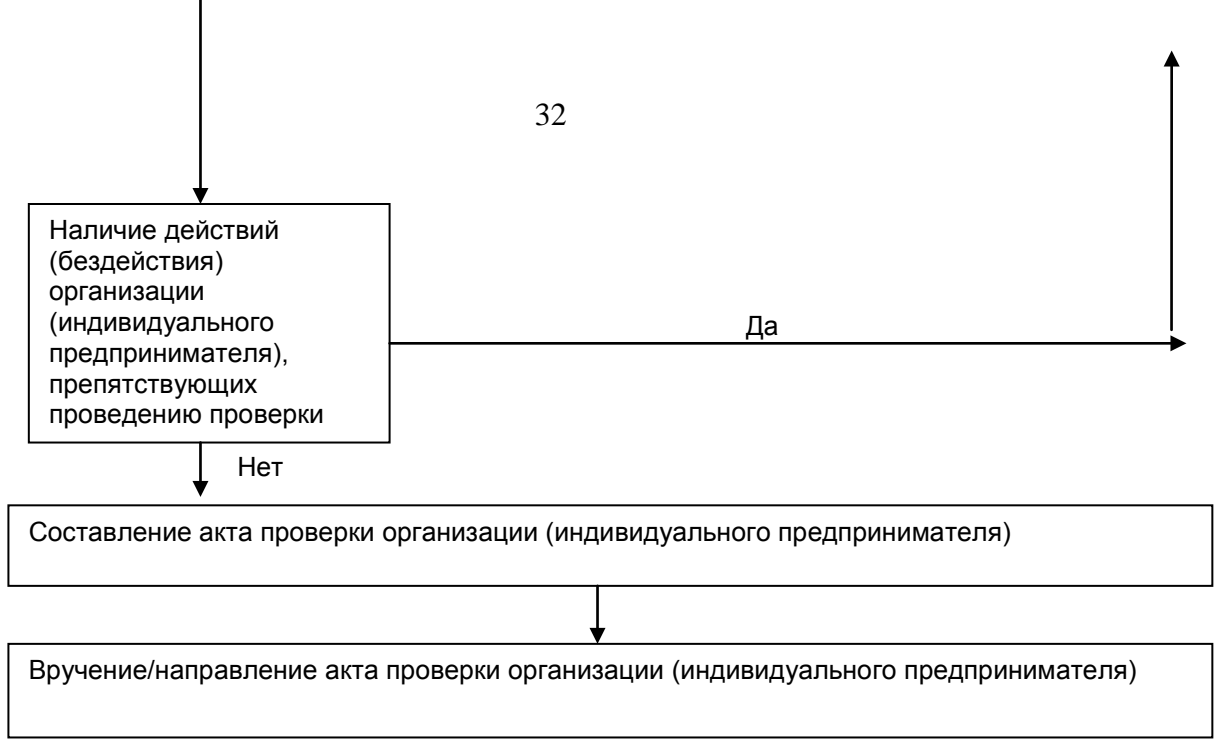 32
Наличие действий
(бездействия)
организации
(индивидуального
предпринимателя),
препятствующих
проведению проверки
Да
Нет
Составление акта проверки организации (индивидуального предпринимателя)
Вручение/направление акта проверки организации (индивидуального предпринимателя)